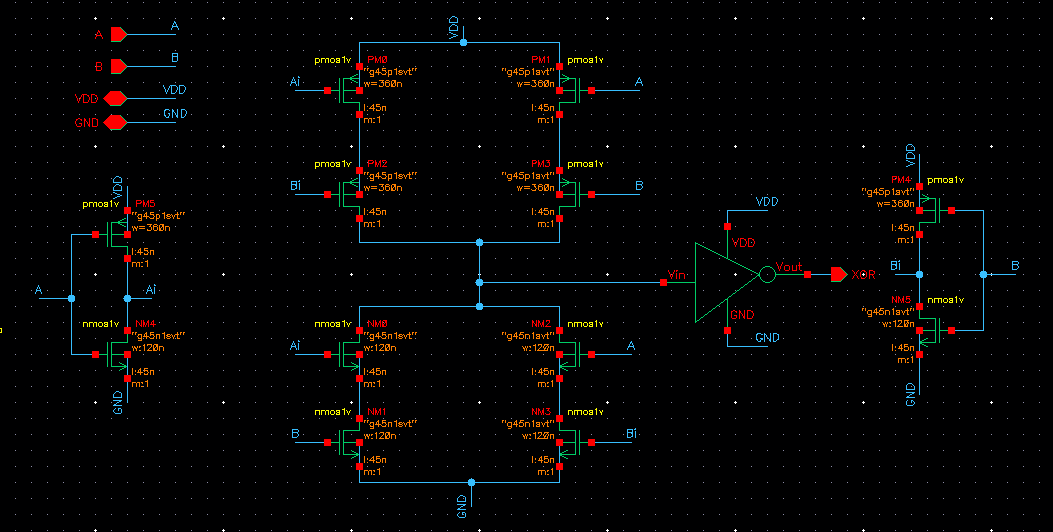 A
A
B
B
VDD
VDD
GND
GND
VDD
pmoa1v
PM5
"g45p1svt"
w=360n
l:45n
m:1
A
Ai
nmoa1v
NM4
"g45n1svt"
w:120n
l:45n
m:1
GND
VDD
pmoa1v
PM0
"g45p1svt"
w=360n
Ai
l:45n
m:1
PM1
pmoa1v
"g45p1svt"
w=360n
A
l:45n
m:1
pmoa1v
PM2
"g45p1svt"
w=360n
Bi
l:45n
m:1
PM3
pmoa1v
"g45p1svt"
w=360n
B
l:45n
m:1
nmoa1v
NM0
"g45n1svt"
w:120n
Ai
l:45n
m:1
NM2
nmoa1v
"g45n1svt"
w:120n
A
l:45n
m:1
nmoa1v
NM1
"g45n1svt"
w:120n
B
l:45n
m:1
NM3
nmoa1v
"g45n1svt"
w:120n
Bi
l:45n
m:1
GND
VDD
VDD
Vin
Vout
XOR
GND
GND
VDD
PM4
pmoa1v
"g45p1svt"
w=360n
l:45n
m:1
Bi
B
NM5
nmoa1v
"g45n1svt"
w:120n
l:45n
m:1
GND